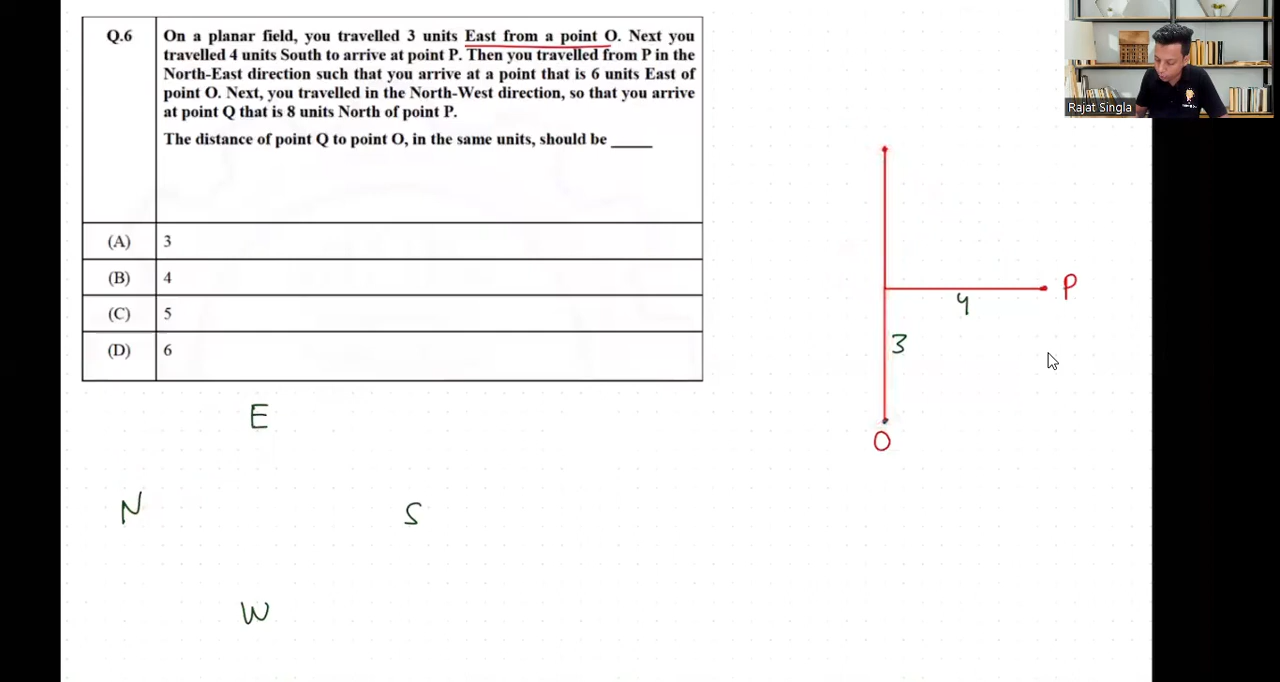 Q.6
On a planar field, you travelled 3 units East from a point O. Next you
travelled 4 units South to arrive at point P. Then you travelled from P in the
North-East direction such that you arrive at a point that is 6 units East of
point O. Next, you travelled in the North-West direction, so that you arrive
at point Q that is 8 units North of point P.
The distance of point Q to point O, in the same units, should be _____
(A) 3
(B) 4
(C) 5
(D) 6
E
N
S
W
P
4
3
O
Rajat Singla